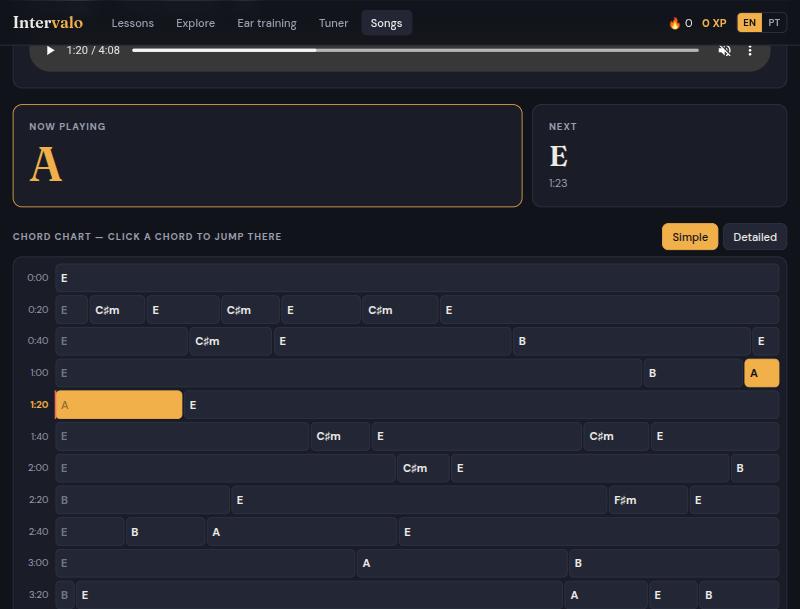 Intervalo Lessons Explore Ear training Tuner Songs 🔥 0 0 XP EN PT
1:20 / 4:08
NOW PLAYING
A
NEXT
E
1:23
CHORD CHART — CLICK A CHORD TO JUMP THERE Simple Detailed
0:00 E
0:20 E C♯m E C♯m E C♯m E
0:40 E C♯m E B E
1:00 E B A
1:20 A E
1:40 E C♯m E C♯m E
2:00 E C♯m E B
2:20 B E F♯m E
2:40 E B A E
3:00 E A B
3:20 B E A E B